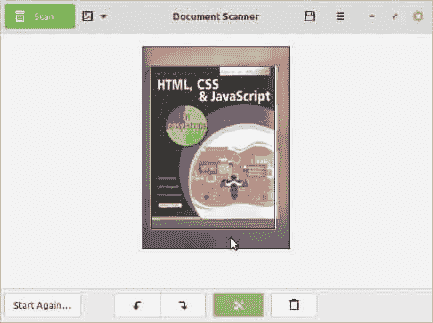 Scan
Document Scanner
HTML, CSS
& JavaScript
Start Again...